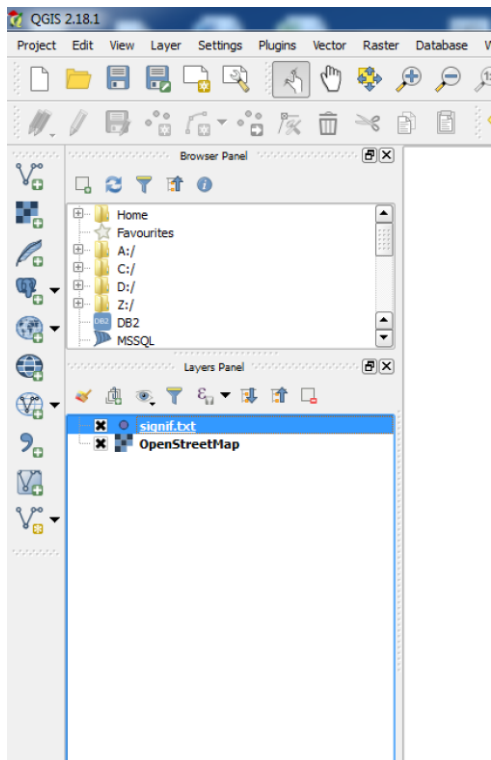 QGIS 2.18.1
Project Edit View Layer Settings Plugins Vector Raster Database
Browser Panel
Home
Favourites
A:/
C:/
D:/
Z:/
DB2 DB2
MSSQL
Layers Panel
signif.txt
OpenStreetMap